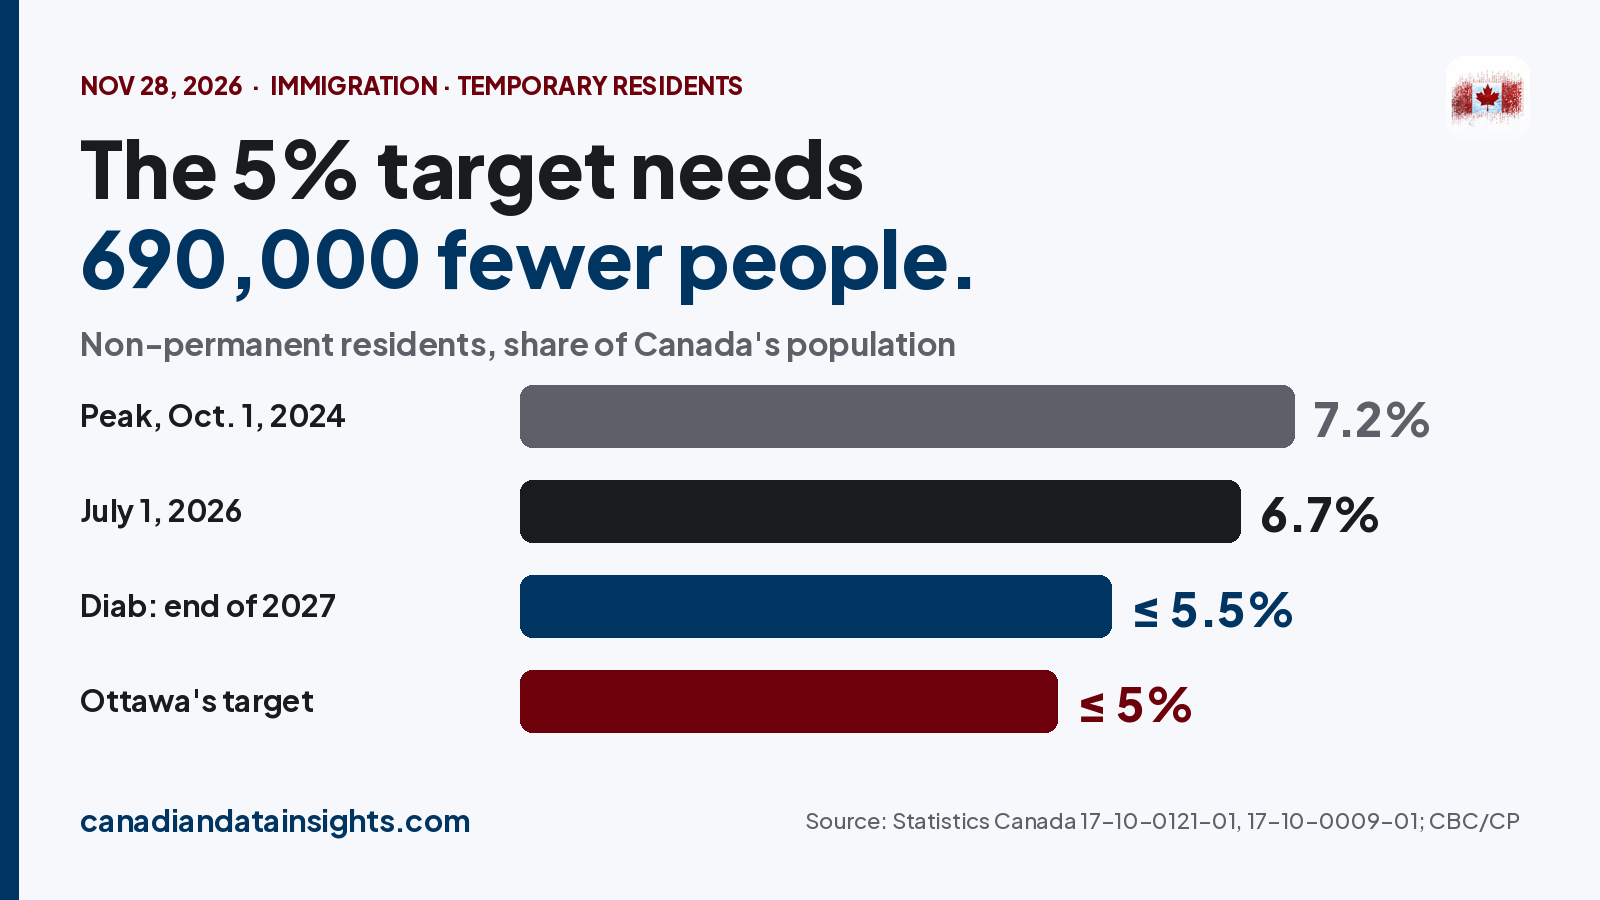 NOV 28, 2026 · IMMIGRATION · TEMPORARY RESIDENTS
The 5% target needs
690,000 fewer people.
Non-permanent residents, share of Canada's population
Peak, Oct. 1, 2024 7.2%
July 1, 2026 6.7%
Diab: end of 2027 ≤ 5.5%
Ottawa's target ≤ 5%
canadiandatainsights.com
Source: Statistics Canada 17-10-0121-01, 17-10-0009-01; CBC/CP